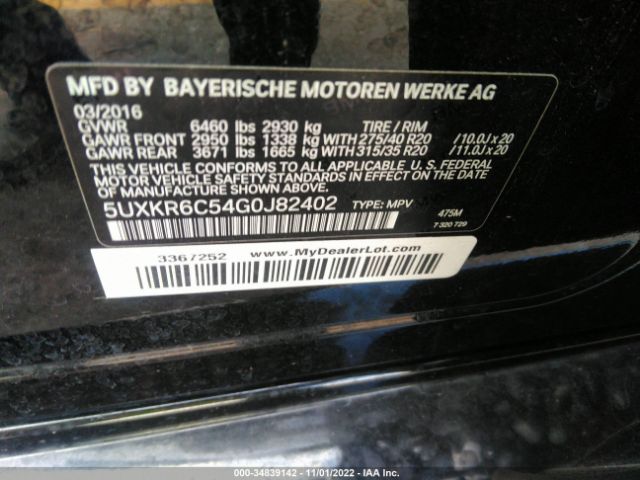 MFD BY BAYERISCHE MOTOREN WERKE AG
03/2016
GVWR 6460 lbs 2930 kg TIRE / RIM
GAWR FRONT 2950 lbs 1338 kg WITH 275/40 R20 /10.0J x 20
GAWR REAR 3671 lbs 1665 kg WITH 315/35 R20 /11.0J x 20
THIS VEHICLE CONFORMS TO ALL APPLICABLE U. S. FEDERAL
MOTOR VEHICLE SAFETY STANDARDS IN EFFECT ON THE DATE
OF MANUFACTURE SHOWN ABOVE.
5UXKR6C54G0J82402 TYPE: MPV 475M
7 320 729
3367252 www.MyDealerLot.com
000-34839142 - 11/01/2022 - IAA Inc.